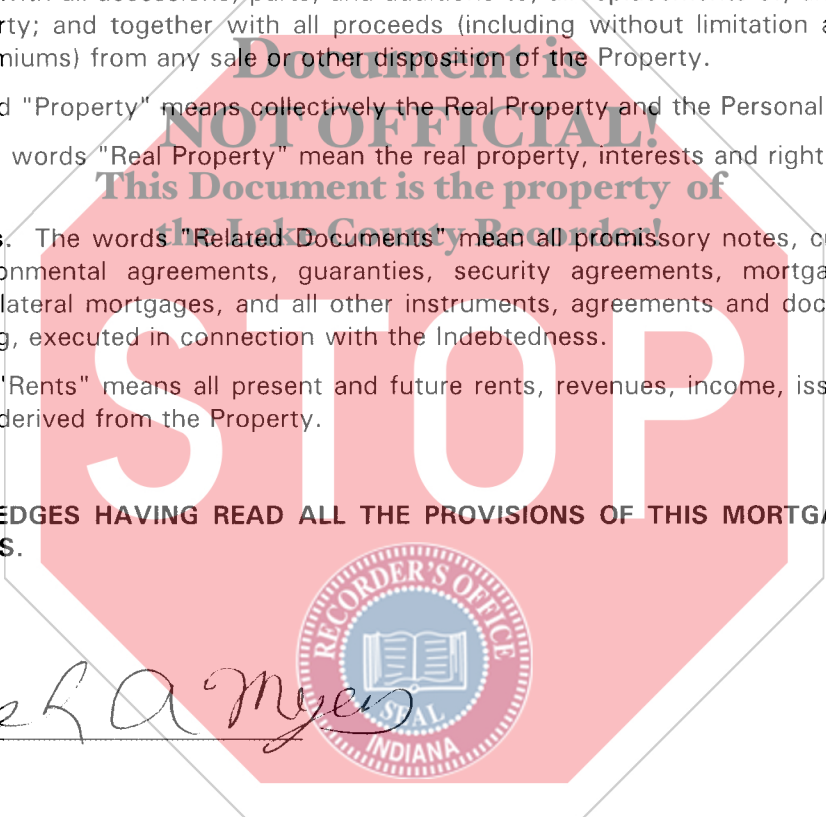 rty; and together with all proceeds (including without limitation a
miums) from any sale or other disposition of the Property.
Document is
d "Property" means collectively the Real Property and the Personal
NOT OFFICIAL!
words "Real Property" mean the real property, interests and right
This Document is the property of
the Lake County Recorder!
s. The words "Related Documents" mean all promissory notes, c
onmental agreements, guaranties, security agreements, mortga
lateral mortgages, and all other instruments, agreements and doc
g, executed in connection with the Indebtedness.
STOP
"Rents" means all present and future rents, revenues, income, iss
derived from the Property.
EDGES HAVING READ ALL THE PROVISIONS OF THIS MORTGA
S.
RECORDER'S OFFICE
SEAL
INDIANA
A Myers